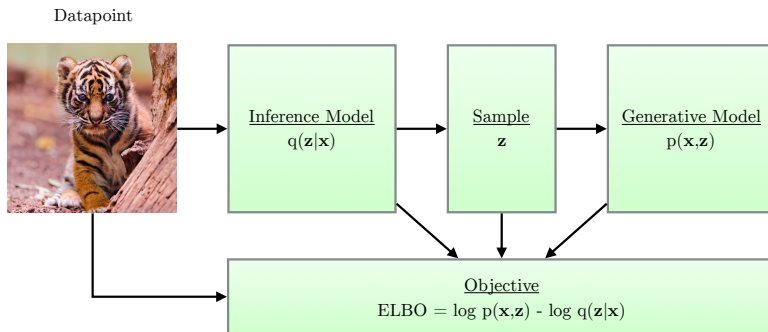 Datapoint
Inference Model
q(z|x)
Sample
z
Generative Model
p(x,z)
Objective
ELBO = log p(x,z) - log q(z|x)